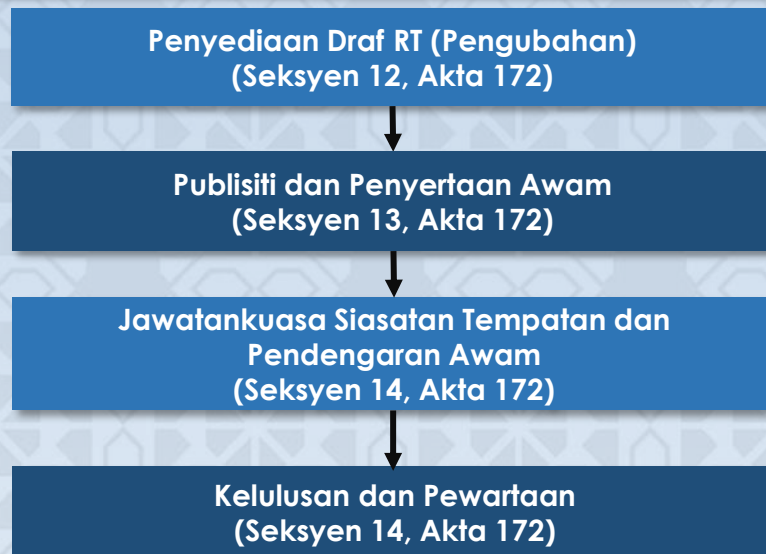 Penyediaan Draf RT (Pengubahan)
(Seksyen 12, Akta 172)
Publisiti dan Penyertaan Awam
(Seksyen 13, Akta 172)
Jawatankuasa Siasatan Tempatan dan
Pendengaran Awam
(Seksyen 14, Akta 172)
Kelulusan dan Pewartaan
(Seksyen 14, Akta 172)